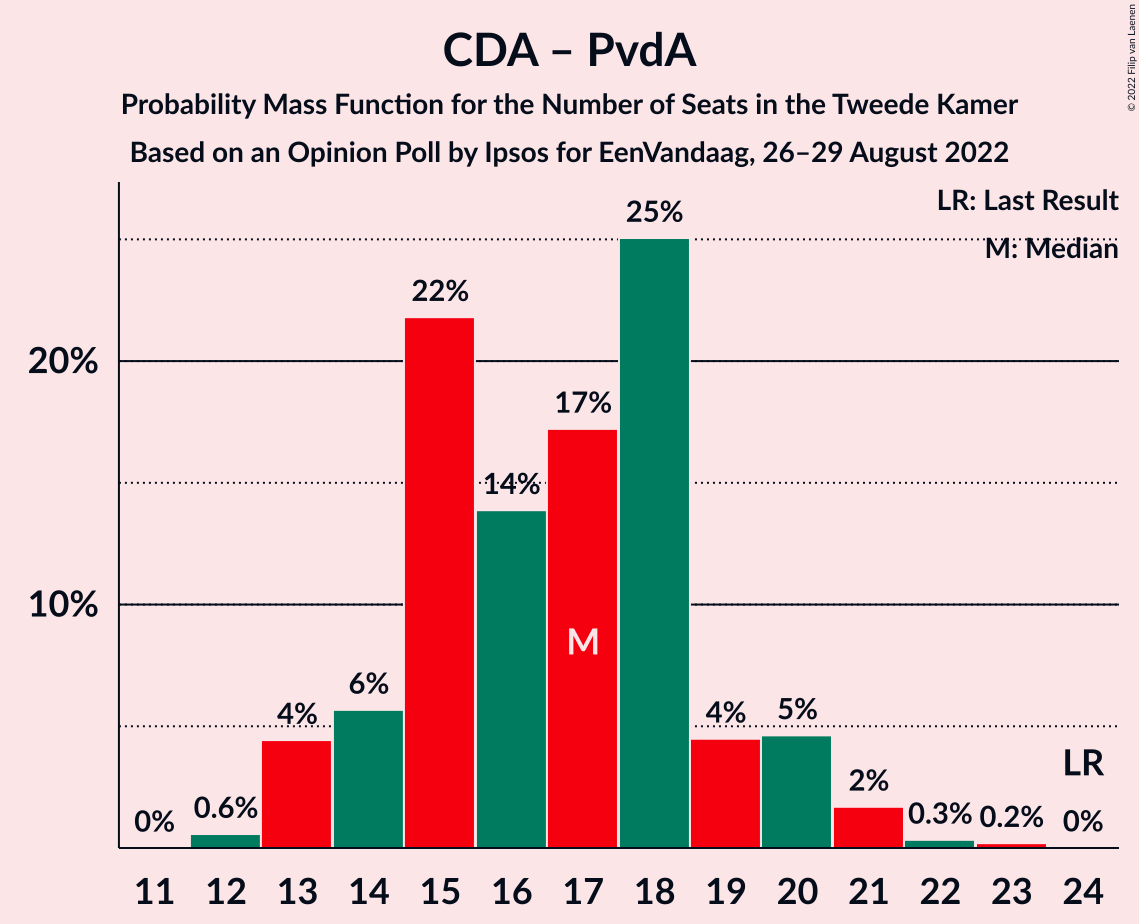 CDA – PvdA
Probability Mass Function for the Number of Seats in the Tweede Kamer
Based on an Opinion Poll by Ipsos for EenVandaag, 26–29 August 2022
© 2022 Filip van Laenen
LR: Last Result
M: Median
25%
22%
20%
17%
14%
10%
M
6%
4%
4%
5%
LR
2%
0%
0.6%
0.3%
0.2%
0%
11 12 13 14 15 16 17 18 19 20 21 22 23 24